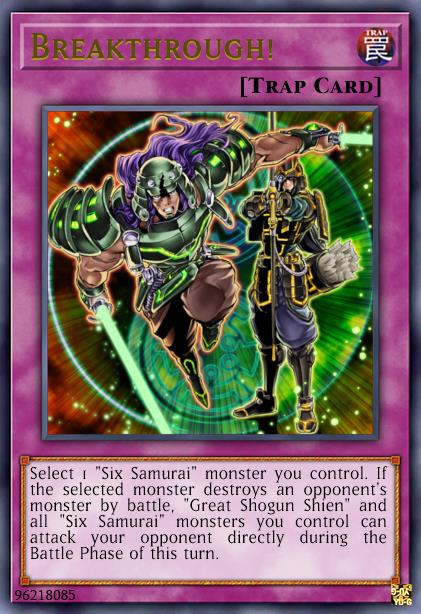 BREAKTHROUGH!
TRAP
罠
[TRAP CARD]
Select 1 "Six Samurai" monster you control. If
the selected monster destroys an opponent's
monster by battle, "Great Shogun Shien" and
all "Six Samurai" monsters you control can
attack your opponent directly during the
Battle Phase of this turn.
96218085